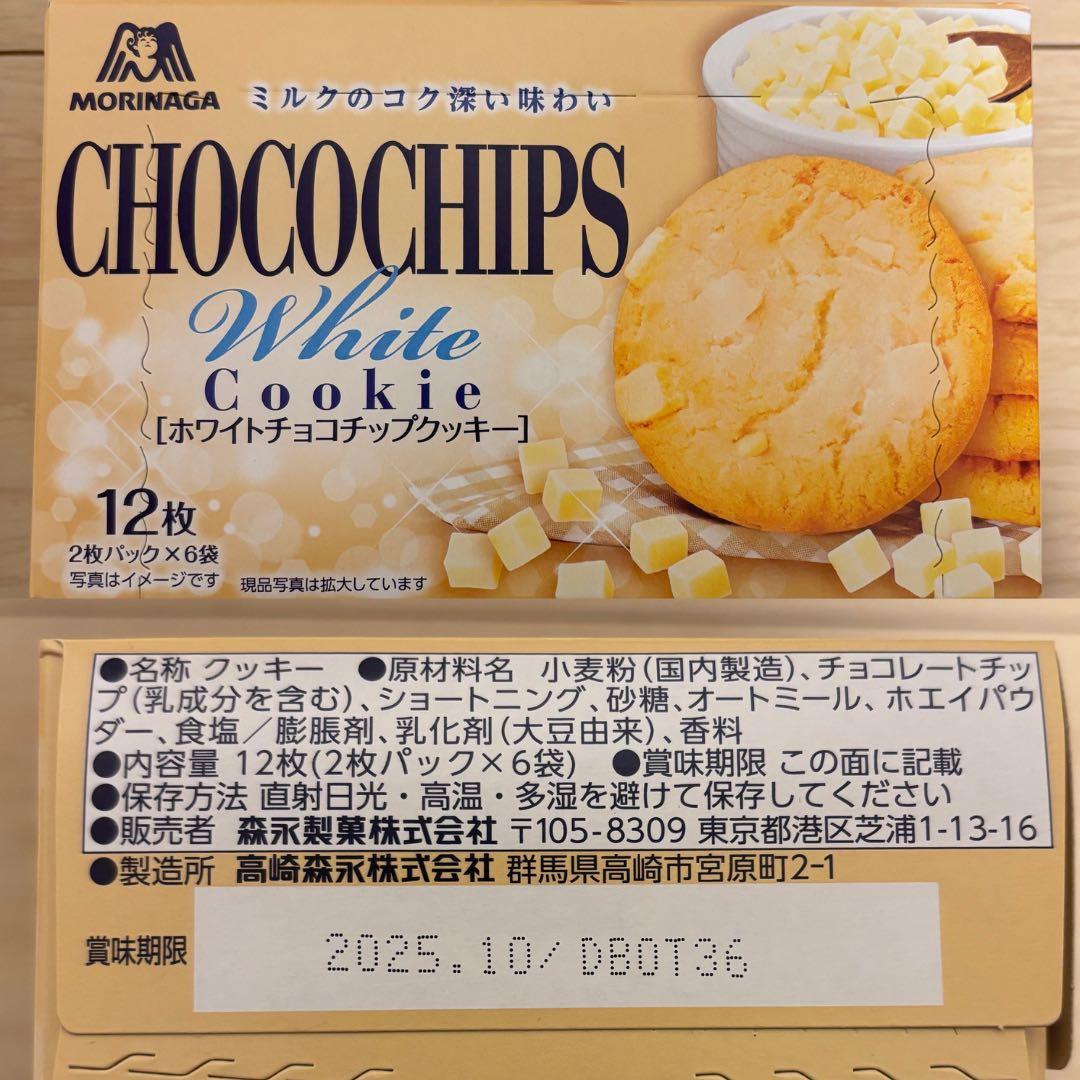 MORINAGA
ミルクのコク深い味わい
CHOCOCHIPS
White
Cookie
[ホワイトチョコチップクッキー]
12枚
2枚パック×6袋
写真はイメージです 現品写真は拡大しています
●名称 クッキー ●原材料名 小麦粉(国内製造)、チョコレートチッ
プ(乳成分を含む)、ショートニング、砂糖、オートミール、ホエイパウ
ダー、食塩/膨脹剤、乳化剤(大豆由来)、香料
●内容量 12枚(2枚パック×6袋) ●賞味期限 この面に記載
●保存方法 直射日光・高温・多湿を避けて保存してください
●販売者 森永製菓株式会社 〒105-8309 東京都港区芝浦1-13-16
●製造所 高崎森永株式会社 群馬県高崎市宮原町2-1
賞味期限 2025.10/DB0T36